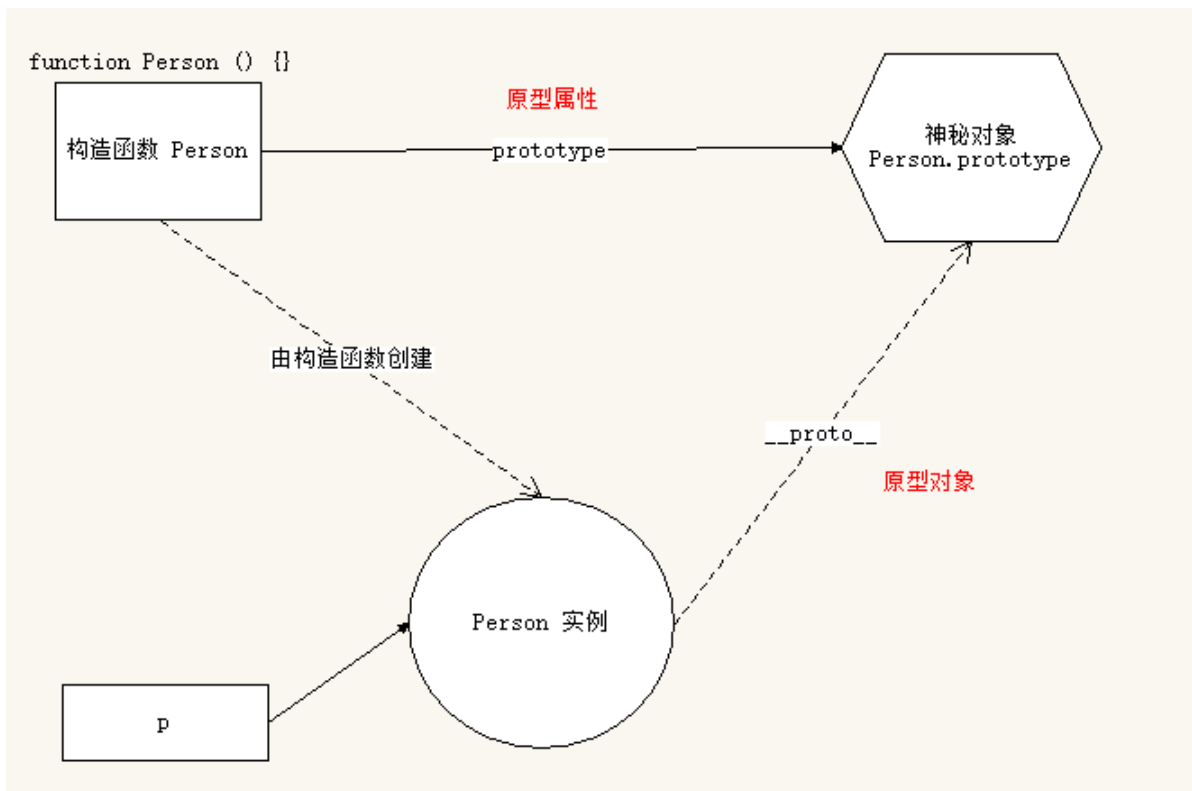 function Person () {}
原型属性
构造函数 Person
prototype
神秘对象
Person.prototype
由构造函数创建
__proto__
原型对象
Person 实例
p